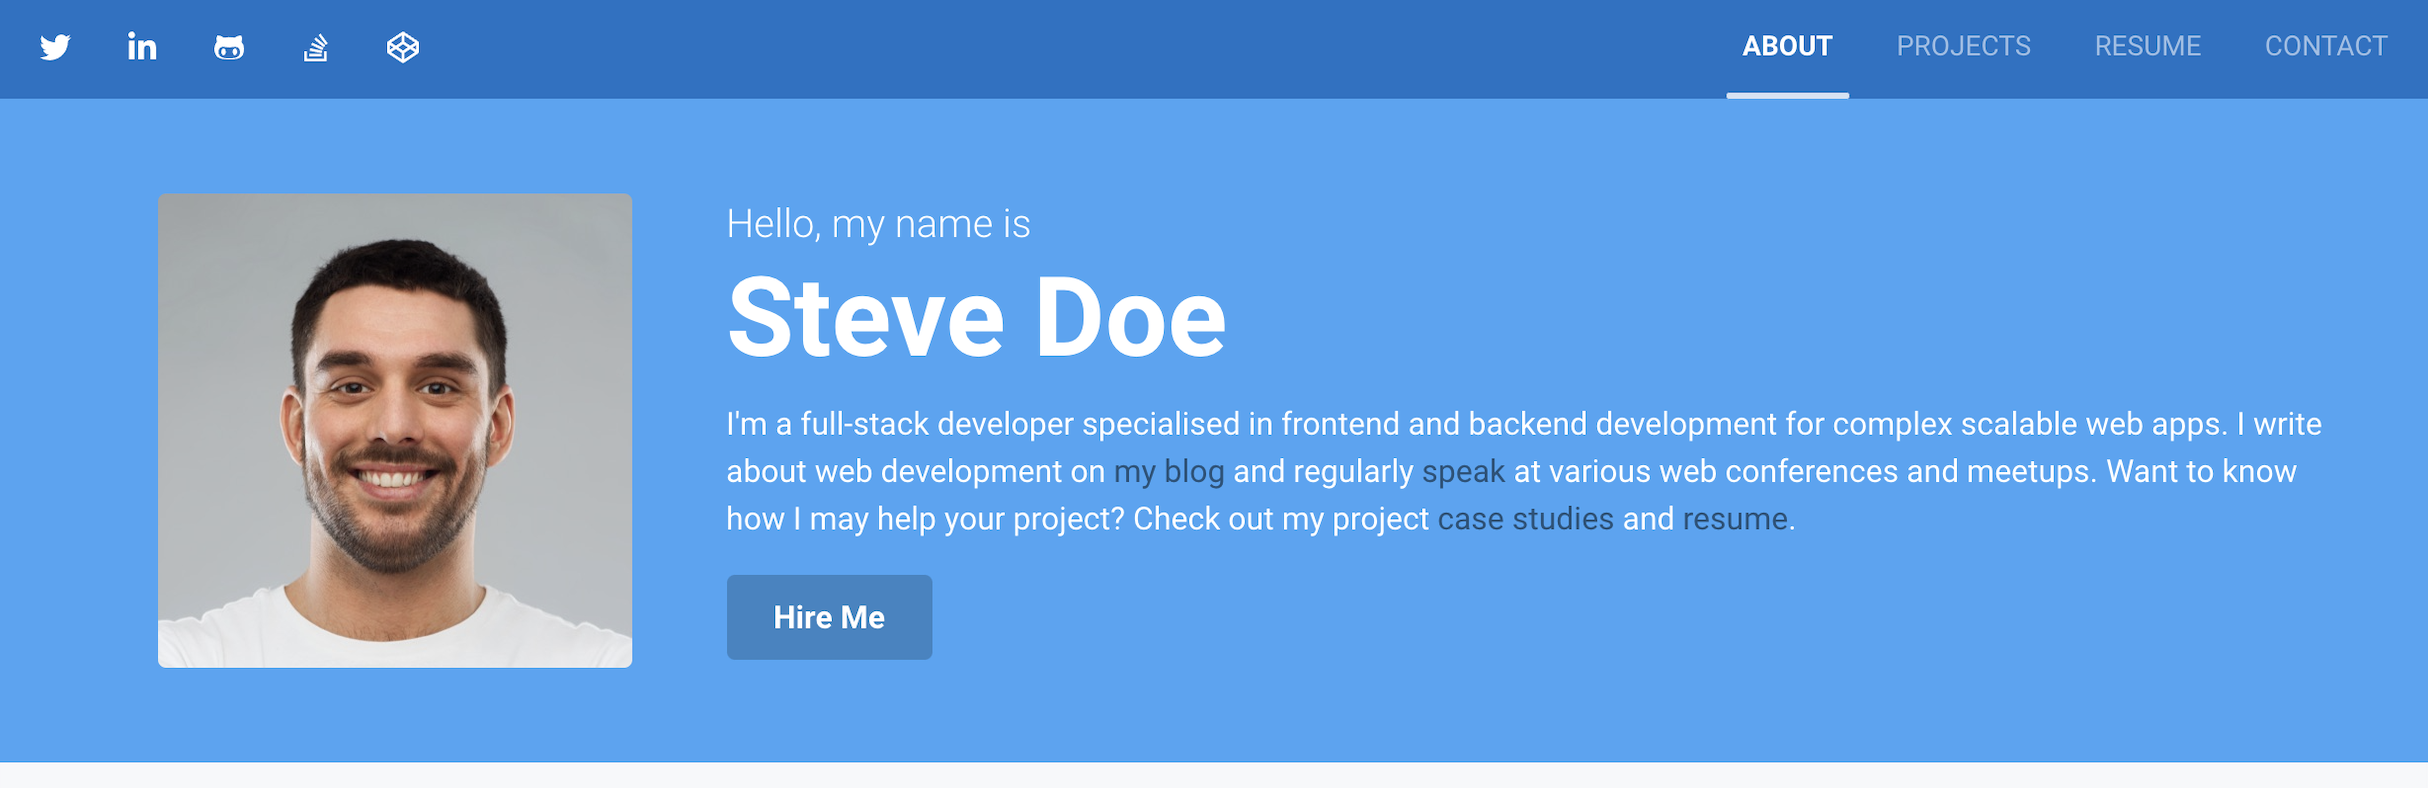 ABOUT PROJECTS RESUME CONTACT
Hello, my name is
Steve Doe
I'm a full-stack developer specialised in frontend and backend development for complex scalable web apps. I write
about web development on my blog and regularly speak at various web conferences and meetups. Want to know
how I may help your project? Check out my project case studies and resume.
Hire Me